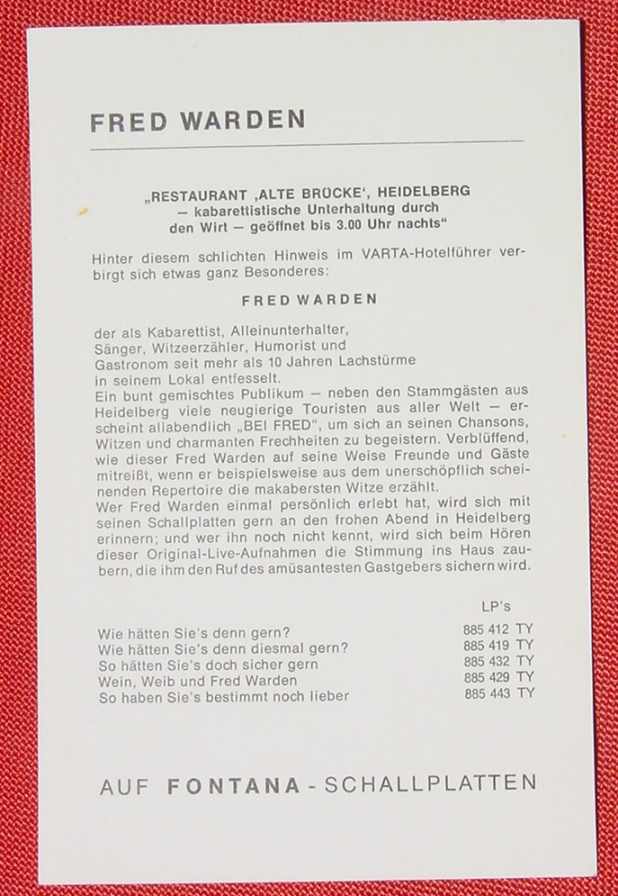 FRED WARDEN
„RESTAURANT ‚ALTE BRÜCKE‘, HEIDELBERG
— kabarettistische Unterhaltung durch
den Wirt — geöffnet bis 3.00 Uhr nachts“
Hinter diesem schlichten Hinweis im VARTA-Hotelführer ver-
birgt sich etwas ganz Besonderes:
FRED WARDEN
der als Kabarettist, Alleinunterhalter,
Sänger, Witzeerzähler, Humorist und
Gastronom seit mehr als 10 Jahren Lachstürme
in seinem Lokal entfesselt.
Ein bunt gemischtes Publikum — neben den Stammgästen aus
Heidelberg viele neugierige Touristen aus aller Welt — er-
scheint allabendlich „BEI FRED“, um sich an seinen Chansons,
Witzen und charmanten Frechheiten zu begeistern. Verblüffend,
wie dieser Fred Warden auf seine Weise Freunde und Gäste
mitreißt, wenn er beispielsweise aus dem unerschöpflich schei-
nenden Repertoire die makabersten Witze erzählt.
Wer Fred Warden einmal persönlich erlebt hat, wird sich mit
seinen Schallplatten gern an den frohen Abend in Heidelberg
erinnern; und wer ihn noch nicht kennt, wird sich beim Hören
dieser Original-Live-Aufnahmen die Stimmung ins Haus zau-
bern, die ihm den Ruf des amüsantesten Gastgebers sichern wird.
LP's
Wie hätten Sie's denn gern? 885 412 TY
Wie hätten Sie's denn diesmal gern? 885 419 TY
So hätten Sie's doch sicher gern 885 432 TY
Wein, Weib und Fred Warden 885 429 TY
So haben Sie's bestimmt noch lieber 885 443 TY
AUF FONTANA - SCHALLPLATTEN